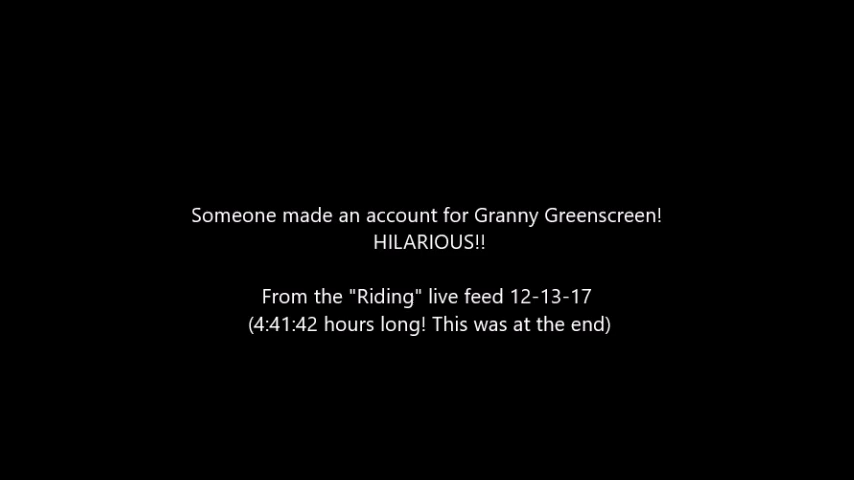 Someone made an account for Granny Greenscreen!
HILARIOUS!!
From the "Riding" live feed 12-13-17
(4:41:42 hours long! This was at the end)